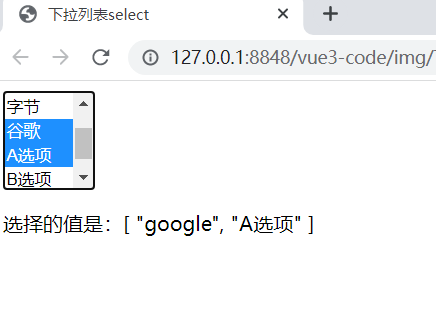 下拉列表select
127.0.0.1:8848/vue3-code/img/
字节
谷歌
A选项
B选项
选择的值是：[ "google", "A选项" ]